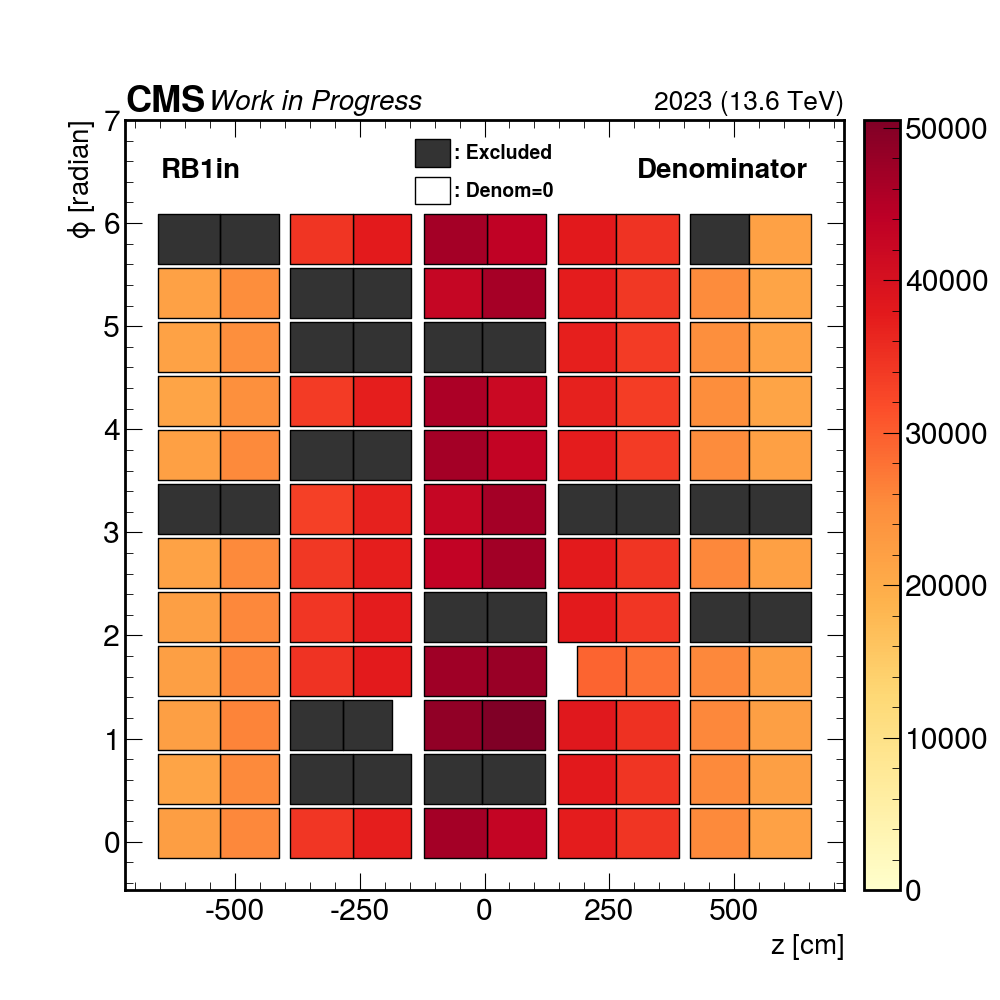 CMS Work in Progress 2023 (13.6 TeV)
RB1in : Excluded Denominator
: Denom=0
ϕ [radian]
7
6
5
4
3
2
1
0
-500 -250 0 250 500
z [cm]
50000
40000
30000
20000
10000
0